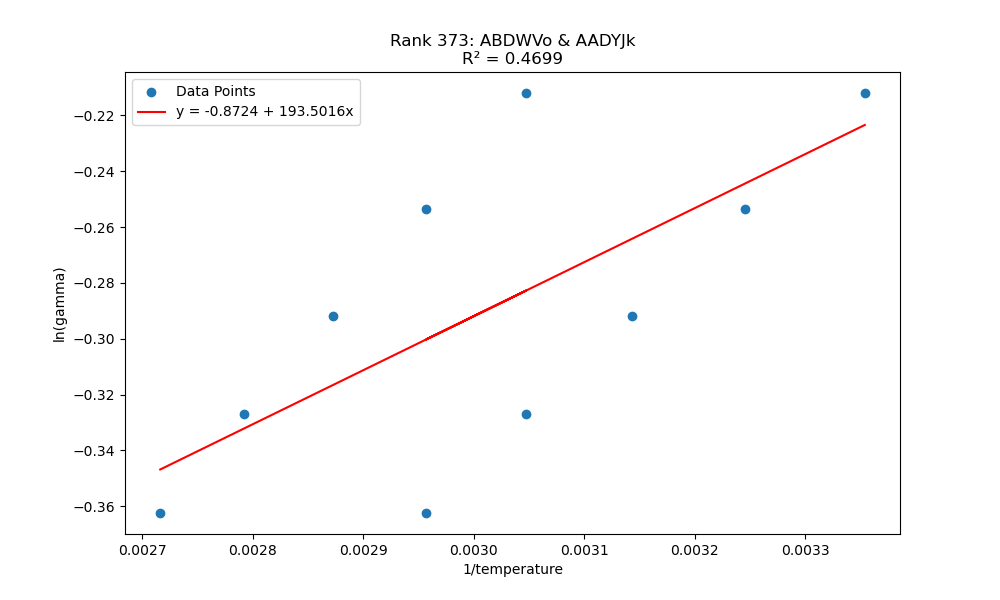 Rank 373: ABDWVo & AADYJk
R² = 0.4699
Data Points
y = -0.8724 + 193.5016x
−0.22
−0.24
−0.26
−0.28
−0.30
−0.32
−0.34
−0.36
ln(gamma)
0.0027 0.0028 0.0029 0.0030 0.0031 0.0032 0.0033
1/temperature